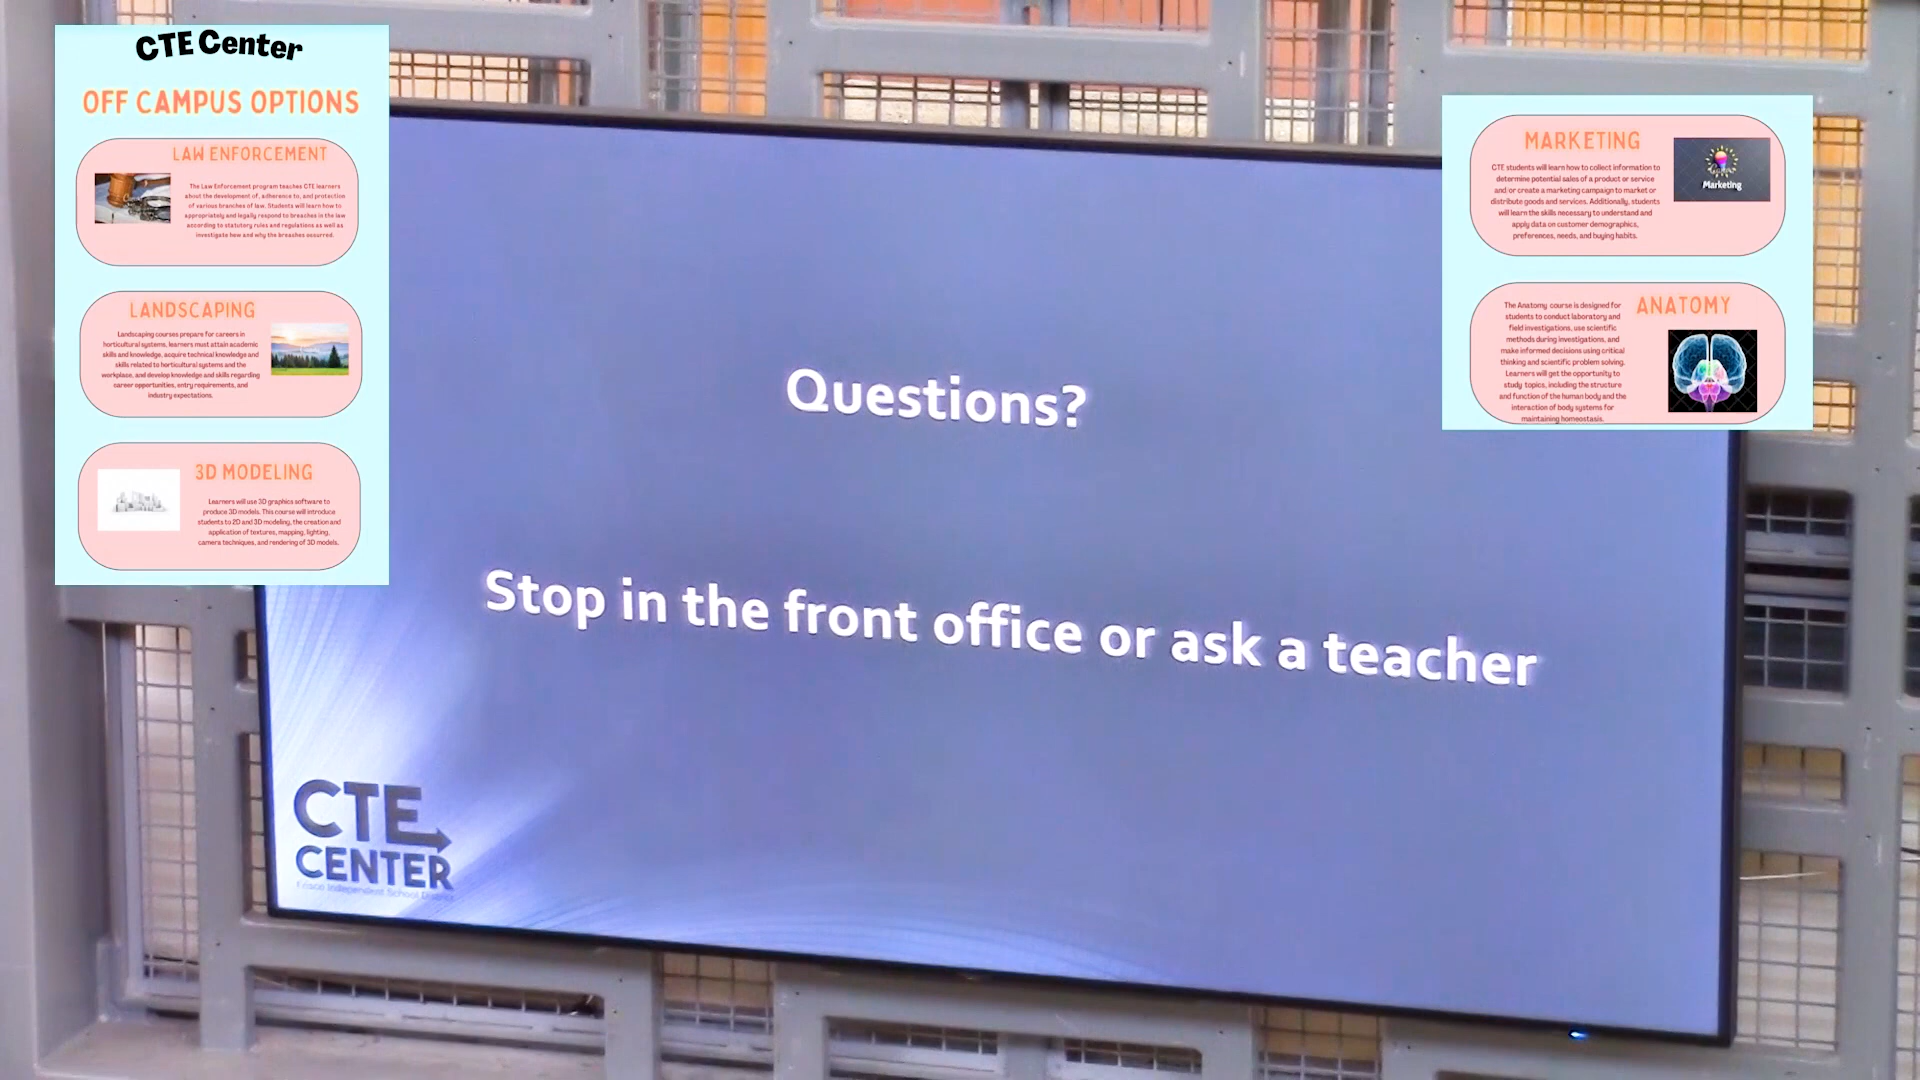 CTE Center
OFF CAMPUS OPTIONS
LAW ENFORCEMENT
The Law Enforcement program teaches CTE learners
about the development of, adherence to, and protection
of various branches of law. Students will learn how to
appropriately and legally respond to breaches in the law
according to statutory rules and regulations as well as
investigate how and why the breaches occurred.
LANDSCAPING
Landscaping courses prepare for careers in
horticultural systems, learners must attain academic
skills and knowledge, acquire technical knowledge and
skills related to horticultural systems and the
workplace, and develop knowledge and skills regarding
career opportunities, entry requirements, and
industry expectations.
3D MODELING
Learners will use 3D graphics software to
produce 3D models. This course will introduce
students to 2D and 3D modeling, the creation and
application of textures, mapping, lighting,
camera techniques, and rendering of 3D models.
MARKETING
CTE students will learn how to collect information to
determine potential sales of a product or service
and/or create a marketing campaign to market or
distribute goods and services. Additionally, students
will learn the skills necessary to understand and
apply data on customer demographics,
preferences, needs, and buying habits.
Marketing
ANATOMY
The Anatomy course is designed for
students to conduct laboratory and
field investigations, use scientific
methods during investigations, and
make informed decisions using critical
thinking and scientific problem solving.
Learners will get the opportunity to
study topics, including the structure
and function of the human body and the
interaction of body systems for
maintaining homeostasis.
Questions?
Stop in the front office or ask a teacher
CTE
CENTER
Independent School District